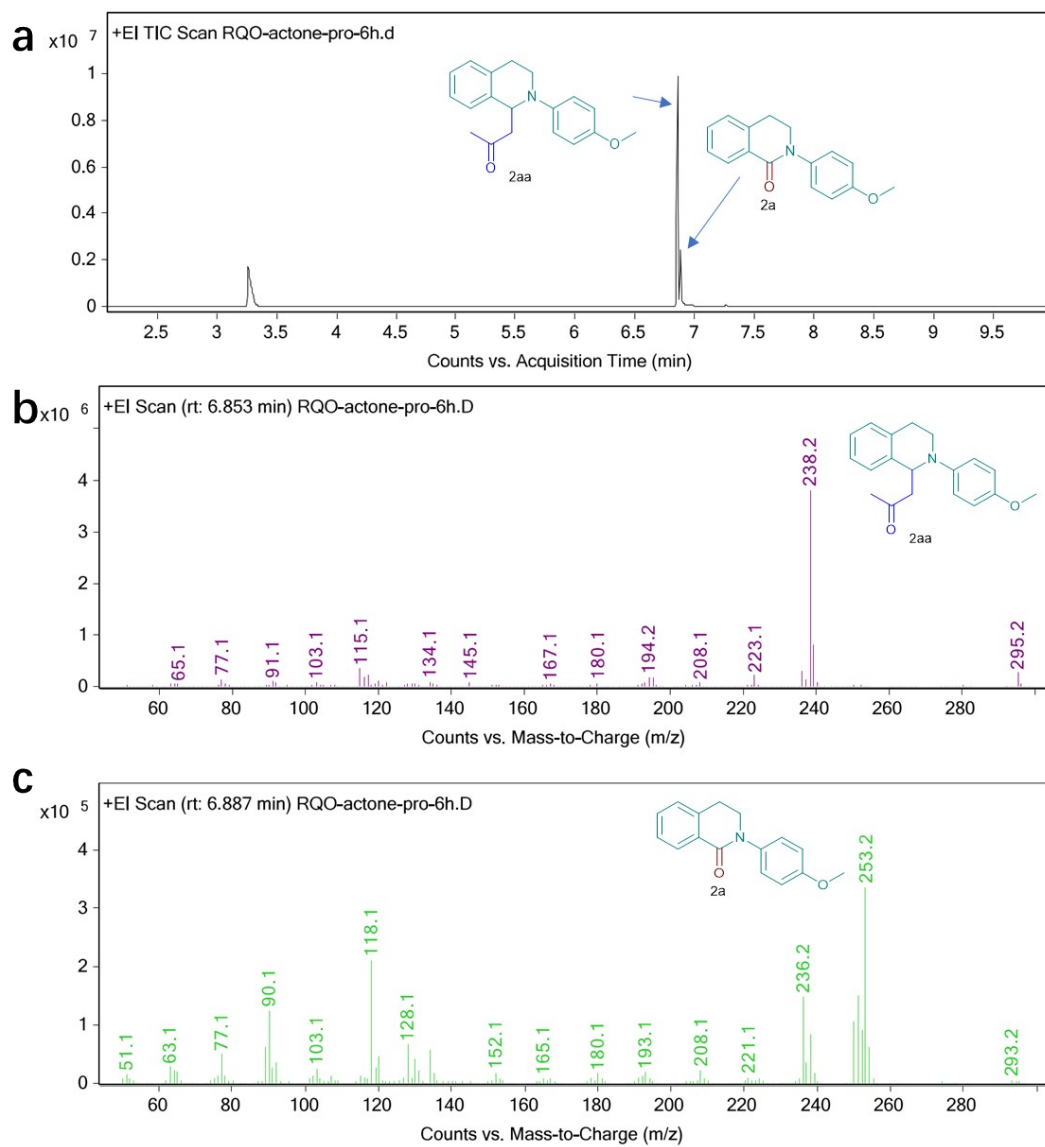 a
x10 7
+EI TIC Scan RQO-actone-pro-6h.d
1
0.8
0.6
0.4
0.2
0
N
O
O
2aa
N
O
O
2a
2.5 3 3.5 4 4.5 5 5.5 6 6.5 7 7.5 8 8.5 9 9.5
Counts vs. Acquisition Time (min)
b
x10 6
+EI Scan (rt: 6.853 min) RQO-actone-pro-6h.D
4
3
2
1
0
65.1 77.1 91.1 103.1 115.1 134.1 145.1 167.1 180.1 194.2 208.1 223.1 238.2 295.2
N
O
O
2aa
60 80 100 120 140 160 180 200 220 240 260 280
Counts vs. Mass-to-Charge (m/z)
c
x10 5
+EI Scan (rt: 6.887 min) RQO-actone-pro-6h.D
4
3
2
1
0
51.1 63.1 77.1 90.1 103.1 118.1 128.1 152.1 165.1 180.1 193.1 208.1 221.1 236.2 253.2 293.2
N
O
O
2a
60 80 100 120 140 160 180 200 220 240 260 280
Counts vs. Mass-to-Charge (m/z)